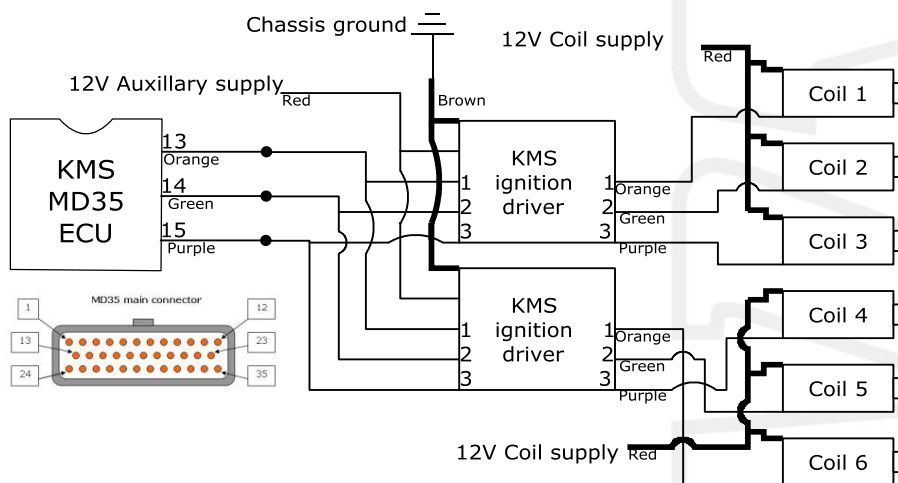 Chassis ground
12V Coil supply
Red
12V Auxillary supply
Red
Brown
Coil 1
KMS
MD35
ECU
13
Orange
14
Green
15
Purple
KMS
ignition
driver
1
2
3
1
Orange
2
Green
3
Purple
Coil 2
Coil 3
MD35 main connector
1
12
13
23
24
35
KMS
ignition
driver
1
2
3
1
Orange
2
Green
3
Purple
Coil 4
Coil 5
12V Coil supply
Red
Coil 6